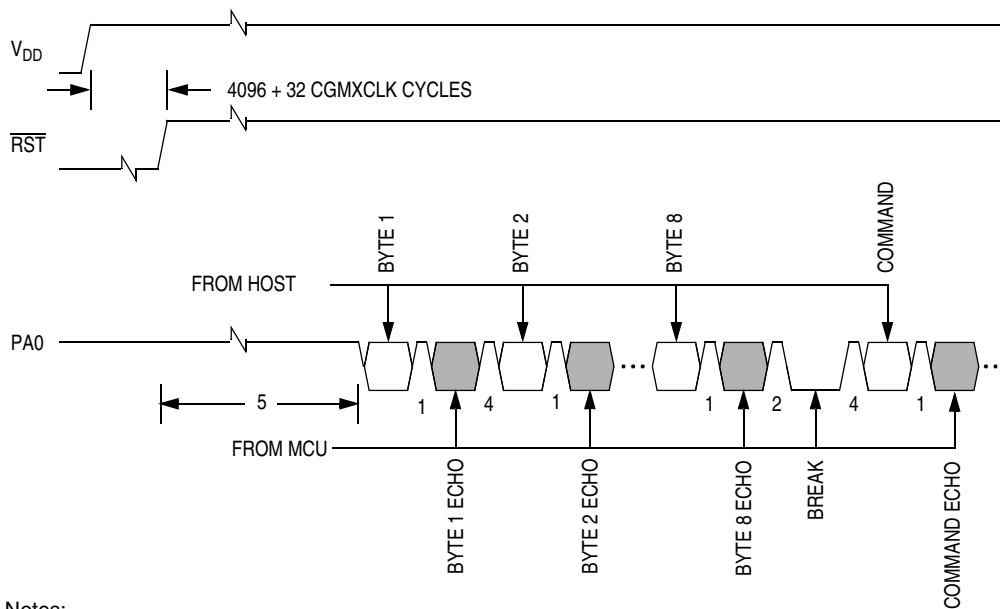 VDD
4096 + 32 CGMXCLK CYCLES
RST
BYTE 1
BYTE 2
BYTE 8
COMMAND
FROM HOST
PA0
... ...
1
4
1
1
2
4
1
5
FROM MCU
BYTE 1 ECHO
BYTE 2 ECHO
BYTE 8 ECHO
BREAK
COMMAND ECHO
Notes: